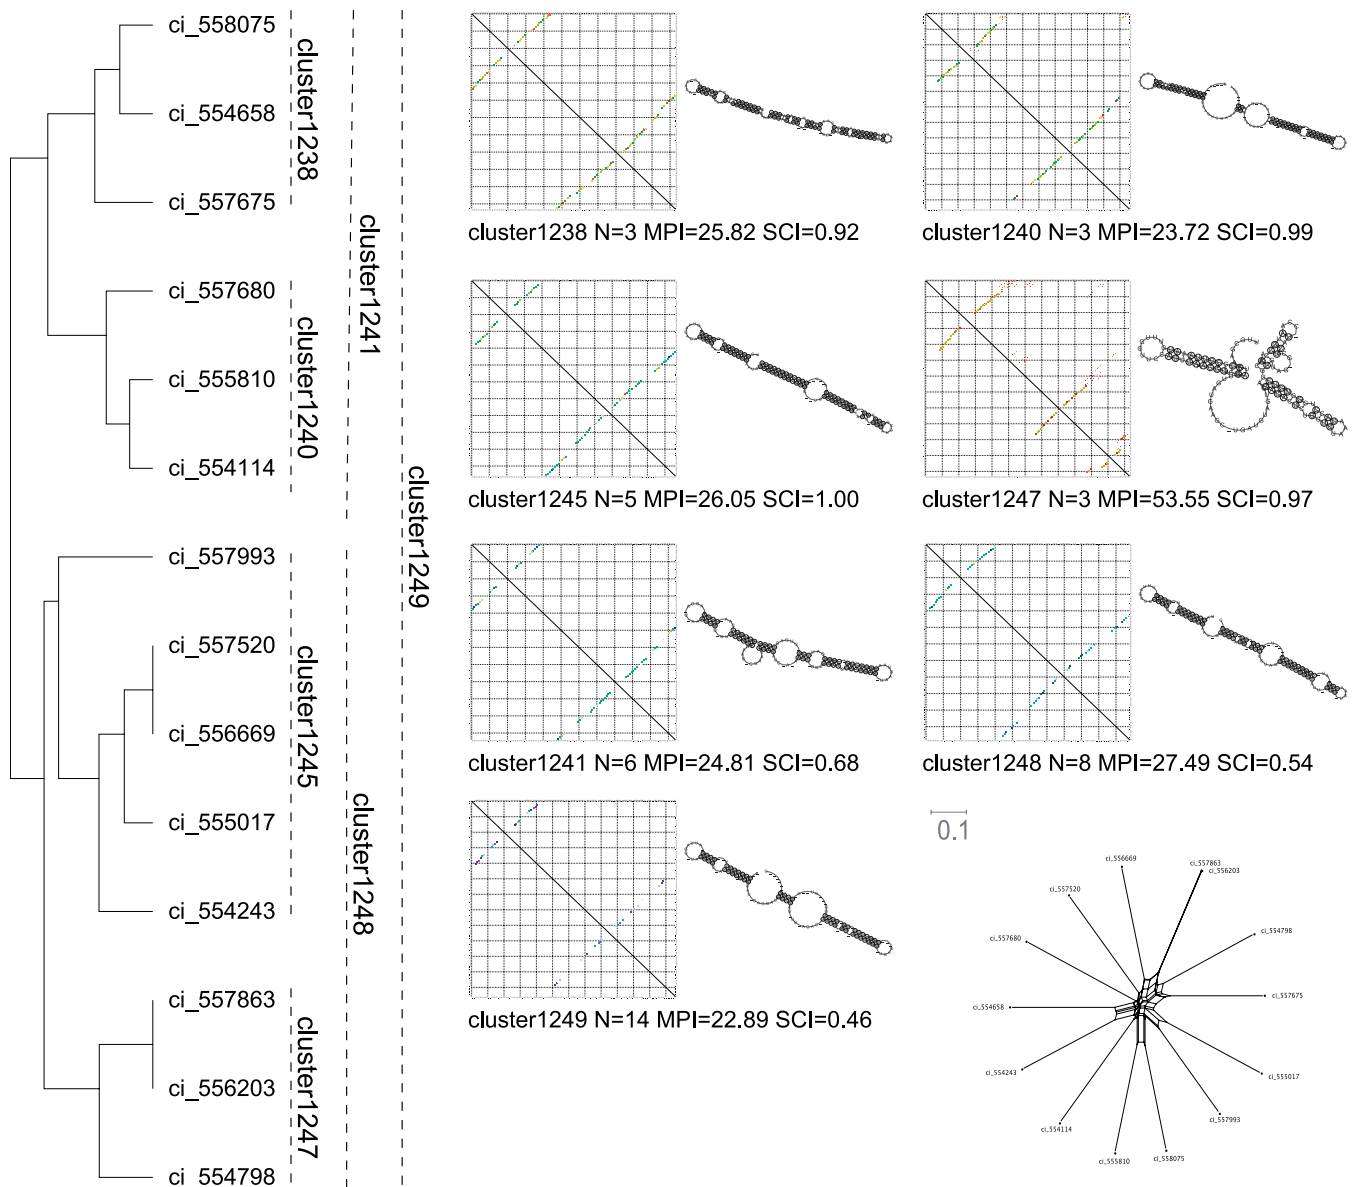 ci_558075
ci_554658
ci_557675
ci_557680
ci_555810
ci_554114
ci_557993
ci_557520
ci_556669
ci_555017
ci_554243
ci_557863
ci_556203
ci_554798
cluster1238
cluster1240
cluster1245
cluster1247
cluster1241
cluster1248
cluster1249
cluster1238 N=3 MPI=25.82 SCI=0.92
cluster1240 N=3 MPI=23.72 SCI=0.99
cluster1245 N=5 MPI=26.05 SCI=1.00
cluster1247 N=3 MPI=53.55 SCI=0.97
cluster1241 N=6 MPI=24.81 SCI=0.68
cluster1248 N=8 MPI=27.49 SCI=0.54
cluster1249 N=14 MPI=22.89 SCI=0.46
0.1
ci_556669
ci_557863
ci_556203
ci_557520
ci_554798
ci_557680
ci_557675
ci_554658
ci_554243
ci_555017
ci_557993
ci_554114
ci_555810
ci_558075